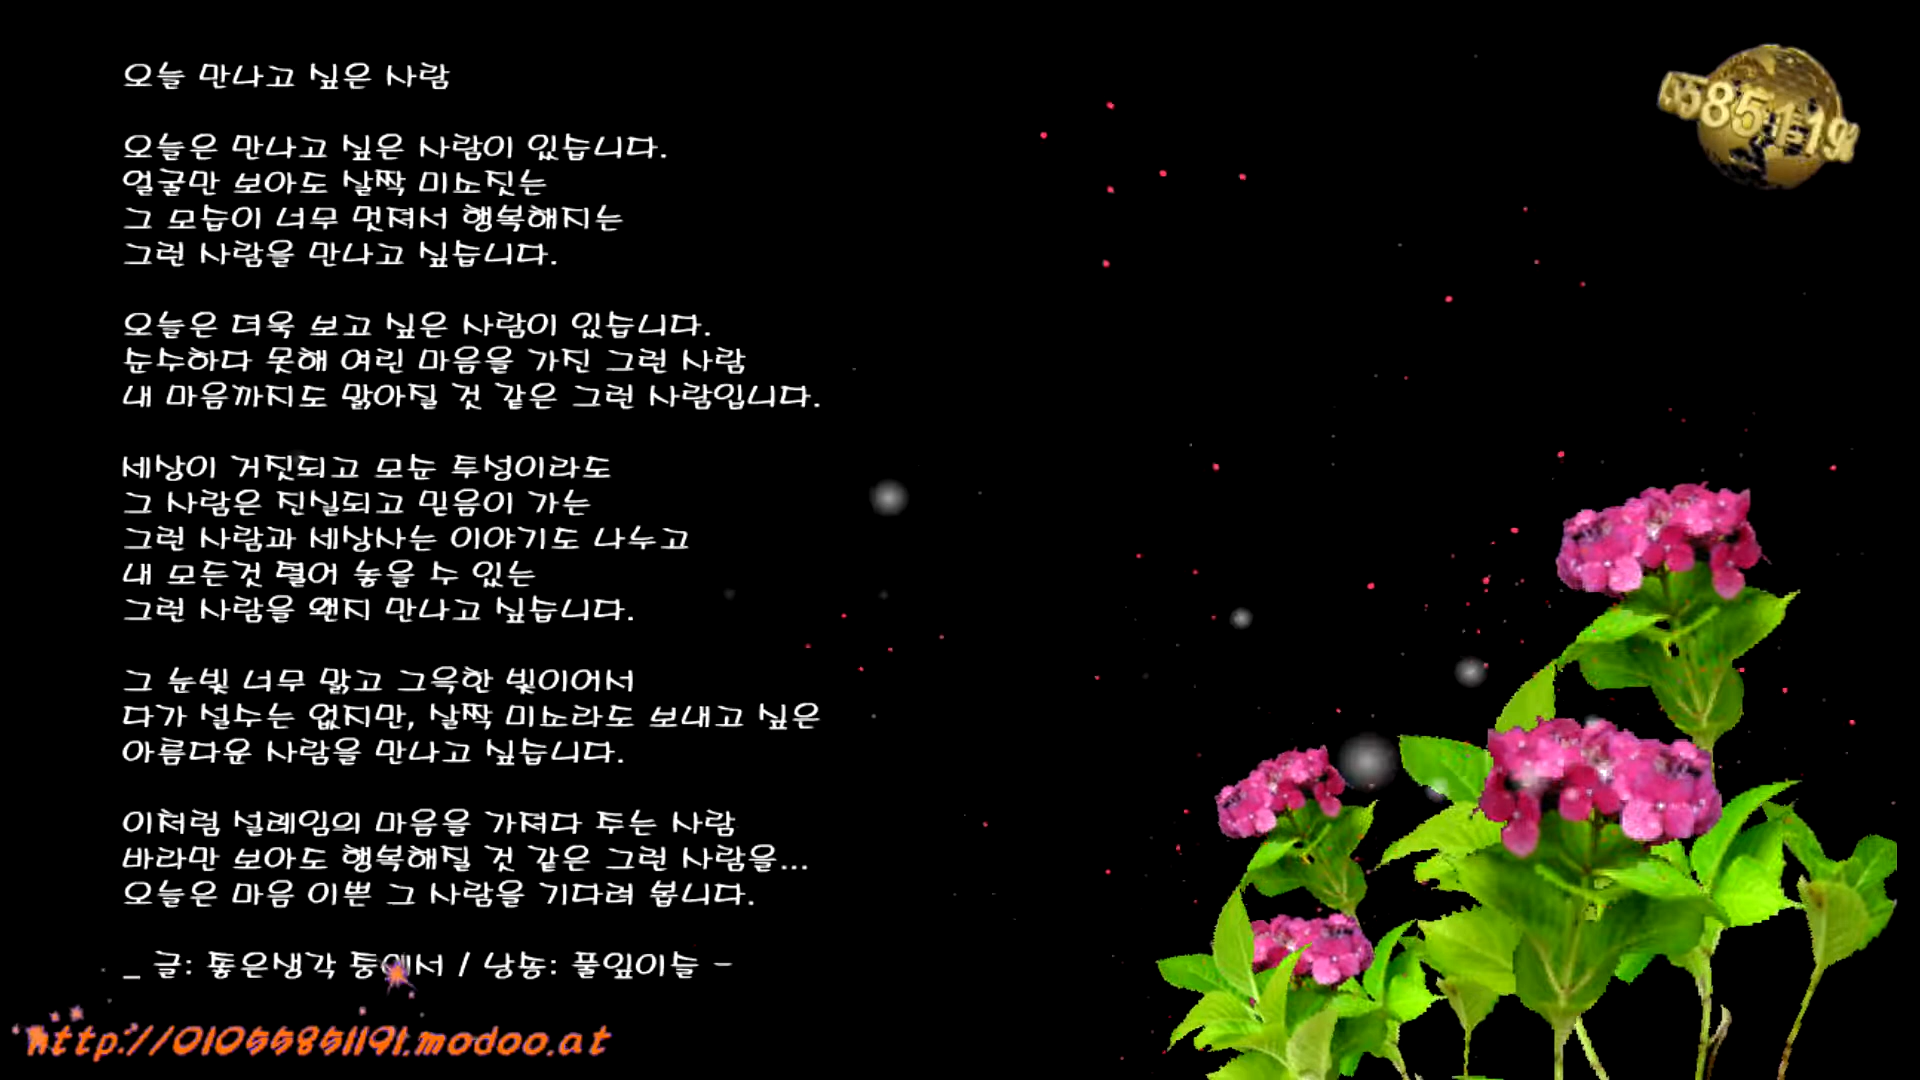 오늘 만나고 싶은 사람
오늘은 만나고 싶은 사람이 있습니다.
얼굴만 보아도 살짝 미소짓는
그 모습이 너무 멋져서 행복해지는
그런 사람을 만나고 싶습니다.
오늘은 더욱 보고 싶은 사람이 있습니다.
순수하다 못해 여린 마음을 가진 그런 사람
내 마음까지도 맑아질 것 같은 그런 사람입니다.
세상이 거짓되고 모순 투성이라도
그 사람은 진실되고 믿음이 가는
그런 사람과 세상사는 이야기도 나누고
내 모든것 털어 놓을 수 있는
그런 사람을 왠지 만나고 싶습니다.
그 눈빛 너무 맑고 그윽한 빛이어서
다가 설수는 없지만, 살짝 미소라도 보내고 싶은
아름다운 사람을 만나고 싶습니다.
이처럼 설레임의 마음을 가져다 주는 사람
바라만 보아도 행복해질 것 같은 그런 사람을...
오늘은 마음 이쁜 그 사람을 기다려 봅니다.
_ 글: 좋은생각 중에서 / 낭송: 풀잎이슬 -
http://01055851191.modoo.at